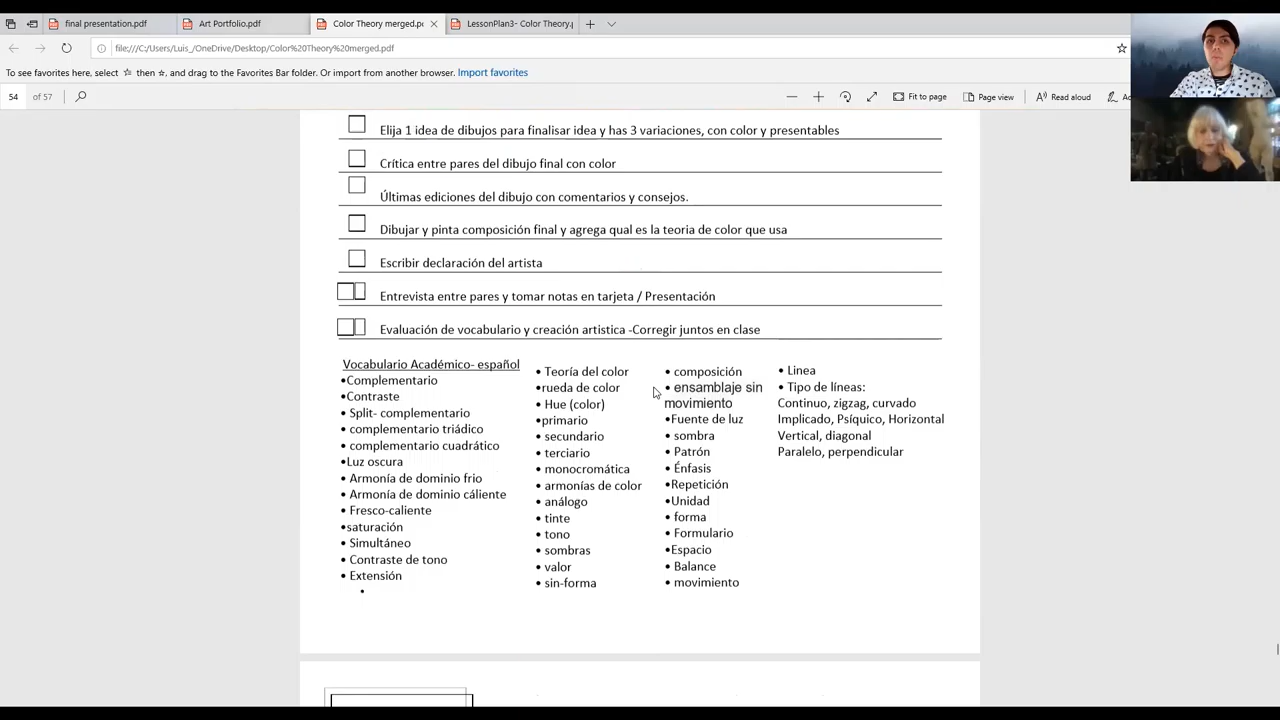 final presentation.pdf
Art Portfolio.pdf
Color Theory merged.pd
LessonPlan3- Color Theory.p
file:///C:/Users/Luis_/OneDrive/Desktop/Color%20Theory%20merged.pdf
To see favorites here, select then, and drag to the Favorites Bar folder. Or import from another browser. Import favorites
54 of 57
Fit to page
Page view
Read aloud
Elija 1 idea de dibujos para finalisar idea y has 3 variaciones, con color y presentables
Crítica entre pares del dibujo final con color
Últimas ediciones del dibujo con comentarios y consejos.
Dibujar y pinta composición final y agrega qual es la teoria de color que usa
Escribir declaración del artista
Entrevista entre pares y tomar notas en tarjeta / Presentación
Evaluación de vocabulario y creación artistica -Corregir juntos en clase
Vocabulario Académico- español
•Complementario
•Contraste
• Split- complementario
• complementario triádico
• complementario cuadrático
•Luz oscura
• Armonía de dominio frio
• Armonía de dominio cáliente
• Fresco-caliente
•saturación
• Simultáneo
• Contraste de tono
• Extensión
•
• Teoría del color
•rueda de color
• Hue (color)
•primario
• secundario
• terciario
• monocromática
• armonías de color
• análogo
• tinte
• tono
• sombras
• valor
• sin-forma
• composición
• ensamblaje sin
movimiento
•Fuente de luz
• sombra
• Patrón
• Énfasis
•Repetición
•Unidad
• forma
• Formulario
•Espacio
• Balance
• movimiento
• Linea
• Tipo de líneas:
Continuo, zigzag, curvado
Implicado, Psíquico, Horizontal
Vertical, diagonal
Paralelo, perpendicular